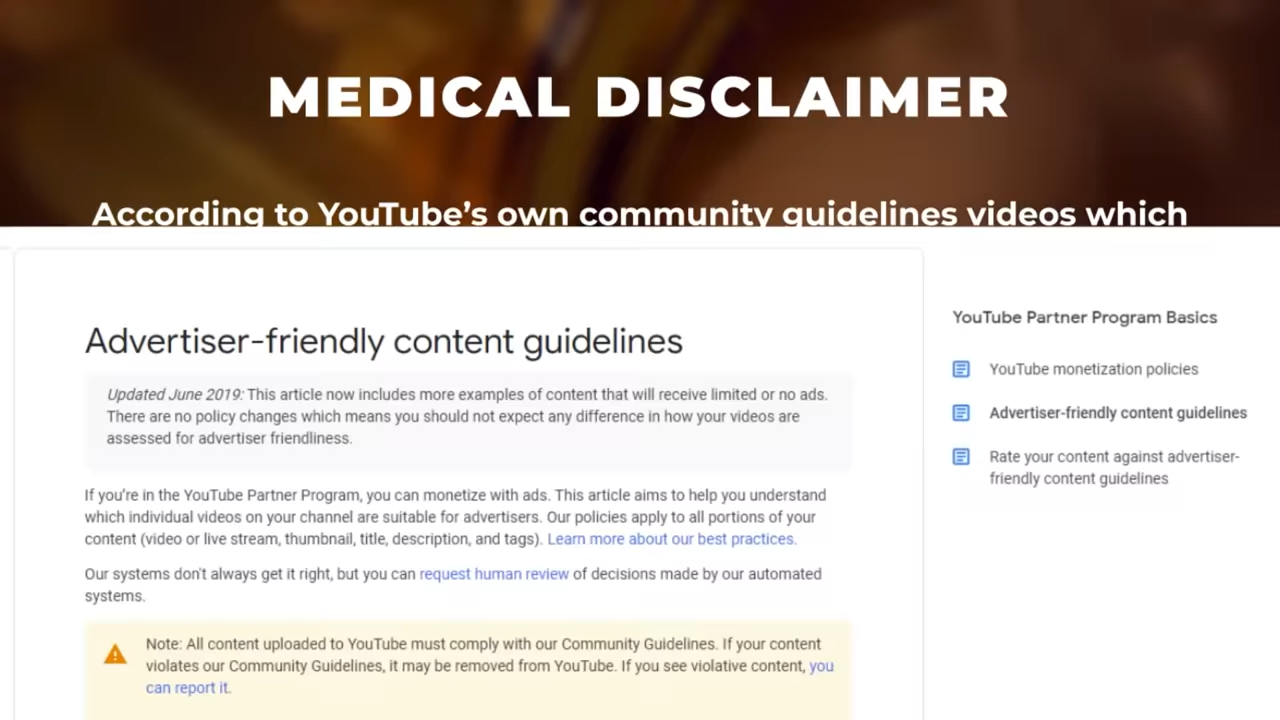 MEDICAL DISCLAIMER
According to YouTube’s own community guidelines videos which
Advertiser-friendly content guidelines
Updated June 2019: This article now includes more examples of content that will receive limited or no ads.
There are no policy changes which means you should not expect any difference in how your videos are
assessed for advertiser friendliness.
If you're in the YouTube Partner Program, you can monetize with ads. This article aims to help you understand
which individual videos on your channel are suitable for advertisers. Our policies apply to all portions of your
content (video or live stream, thumbnail, title, description, and tags). Learn more about our best practices.
Our systems don't always get it right, but you can request human review of decisions made by our automated
systems.
Note: All content uploaded to YouTube must comply with our Community Guidelines. If your content
violates our Community Guidelines, it may be removed from YouTube. If you see violative content, you
can report it.
YouTube Partner Program Basics
YouTube monetization policies
Advertiser-friendly content guidelines
Rate your content against advertiser-
friendly content guidelines